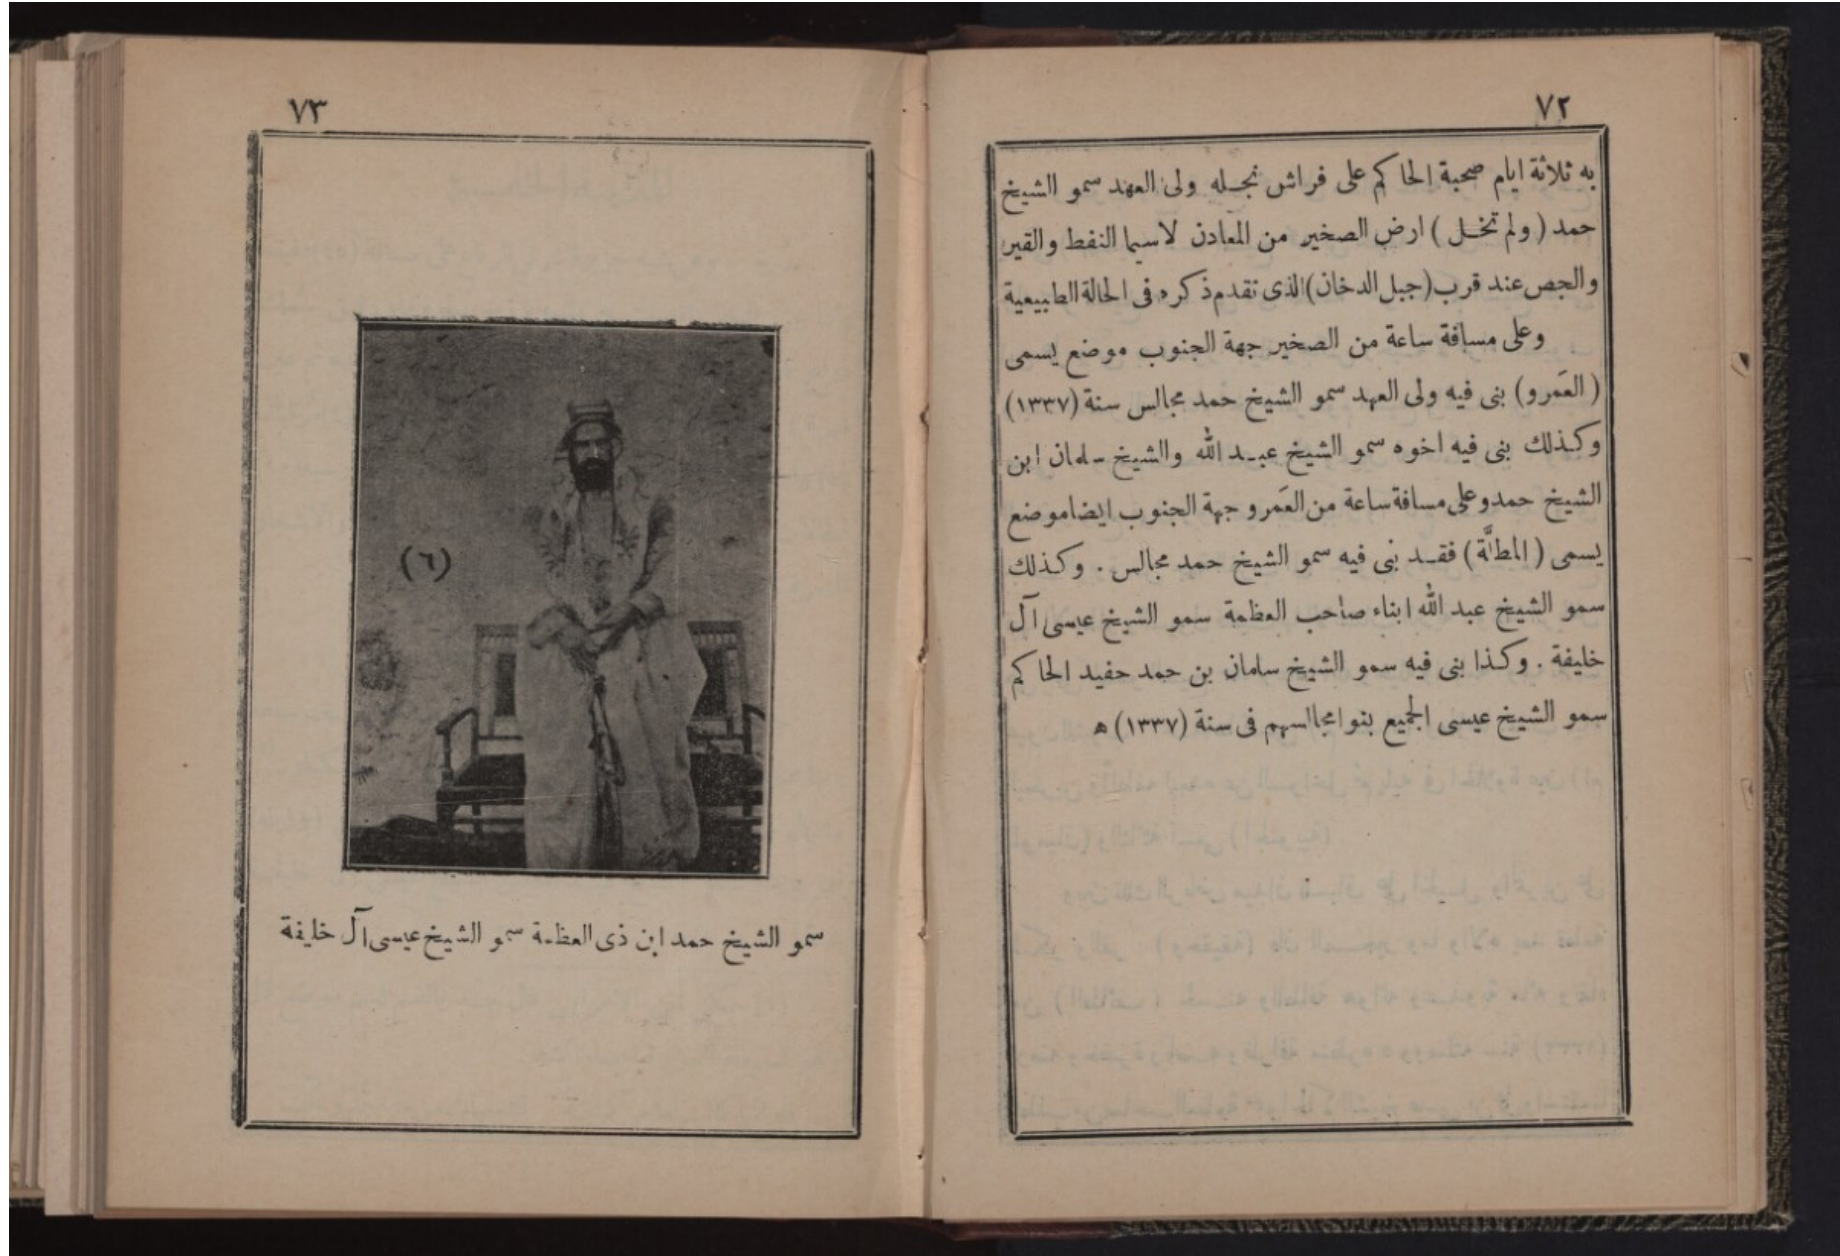 ٧٢
به ثلاثة ايام صحبة الحاكم على فراش نجله ولى العهد سمو الشيخ
حمد ( ولم تخل ) ارض الصخير من المعادن لاسيما النفط والقير
والجص عند قرب (جبل الدخان) الذى تقدم ذكره فى الحالة الطبيعية
وعلى مسافة ساعة من الصخير جهة الجنوب موضع يسمى
( العَمرو ) بنى فيه ولى العهد سمو الشيخ حمد مجالس سنة (١٣٣٧)
وكذلك بنى فيه اخوه سمو الشيخ عبد الله والشيخ سلمان ابن
الشيخ حمد وعلى مسافة ساعة من العَمرو جهة الجنوب ايضا موضع
يسمى ( المطلَّة ) فقد بنى فيه سمو الشيخ حمد مجالس . وكذلك
سمو الشيخ عبد الله ابناء صاحب العظمة سمو الشيخ عيسى آل
خليفة . وكذا بنى فيه سمو الشيخ سلمان بن حمد حفيد الحاكم
سمو الشيخ عيسى الجميع بنوا مجالسهم فى سنة (١٣٣٧) ه
٧٣
(٦)
سمو الشيخ حمد ابن ذى العظمة سمو الشيخ عيسى آل خليفة